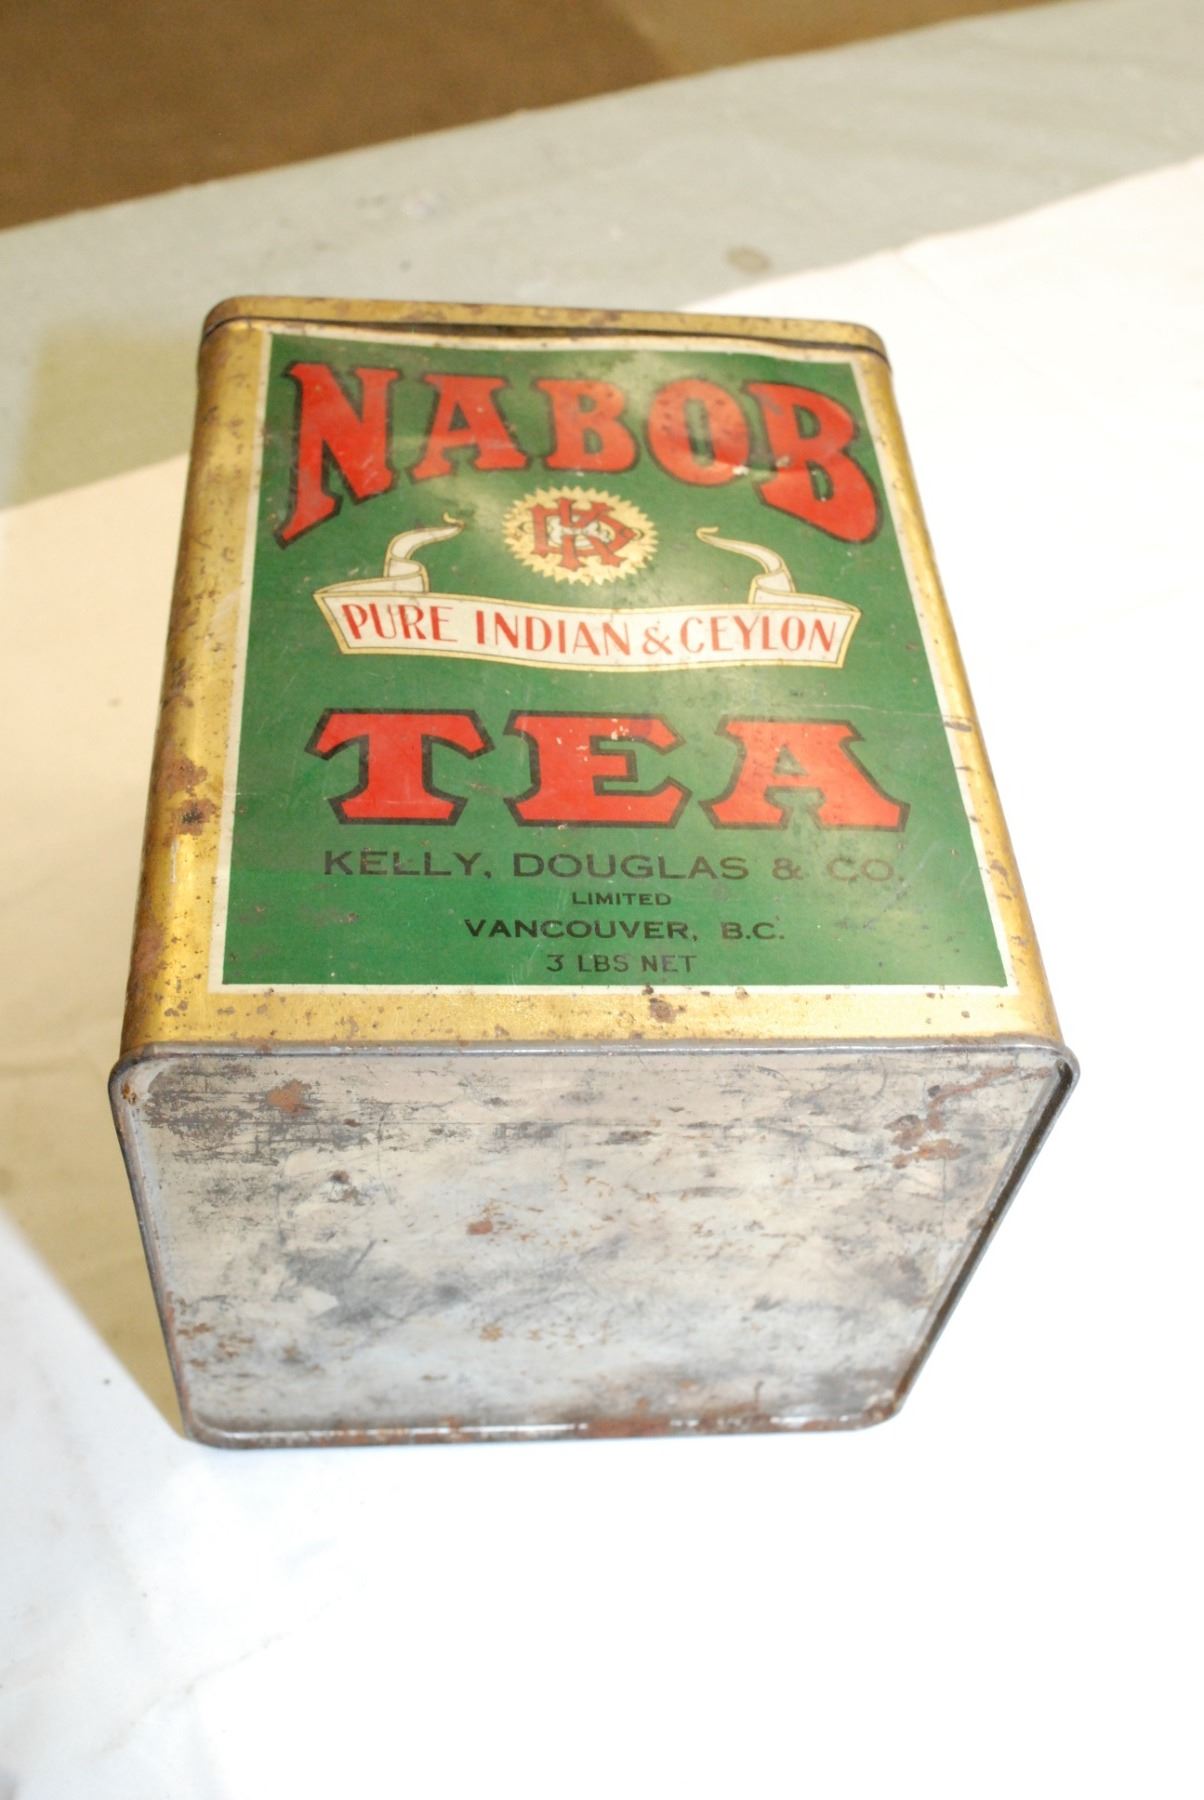 NABOB
PURE INDIAN & CEYLON
TEA
KELLY, DOUGLAS & CO.
LIMITED
VANCOUVER, B.C.
3 LBS NET